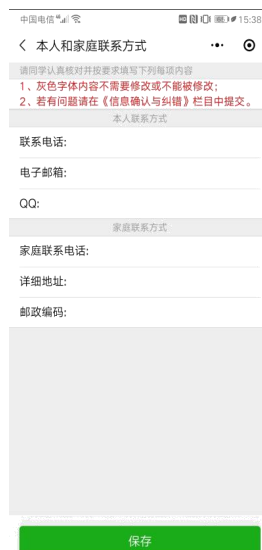 中国电信 15:38
本人和家庭联系方式
请同学认真核对并按要求填写下列每项内容
1、灰色字体内容不需要修改或不能被修改;
2、若有问题请在《信息确认与纠错》栏目中提交。
本人联系方式
联系电话:
电子邮箱:
QQ:
家庭联系方式
家庭联系电话:
详细地址:
邮政编码:
保存